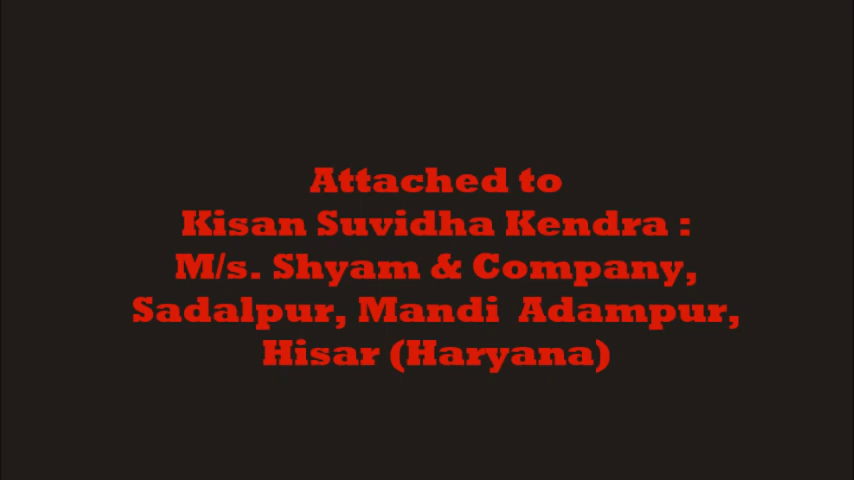 Attached to
Kisan Suvidha Kendra :
M/s. Shyam & Company,
Sadalpur, Mandi Adampur,
Hisar (Haryana)